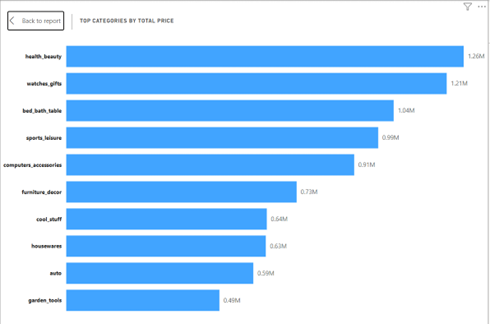 Back to report
TOP CATEGORIES BY TOTAL PRICE
health_beauty 1.26M
watches_gifts 1.21M
bed_bath_table 1.04M
sports_leisure 0.99M
computers_accessories 0.91M
furniture_decor 0.73M
cool_stuff 0.64M
housewares 0.63M
auto 0.59M
garden_tools 0.49M